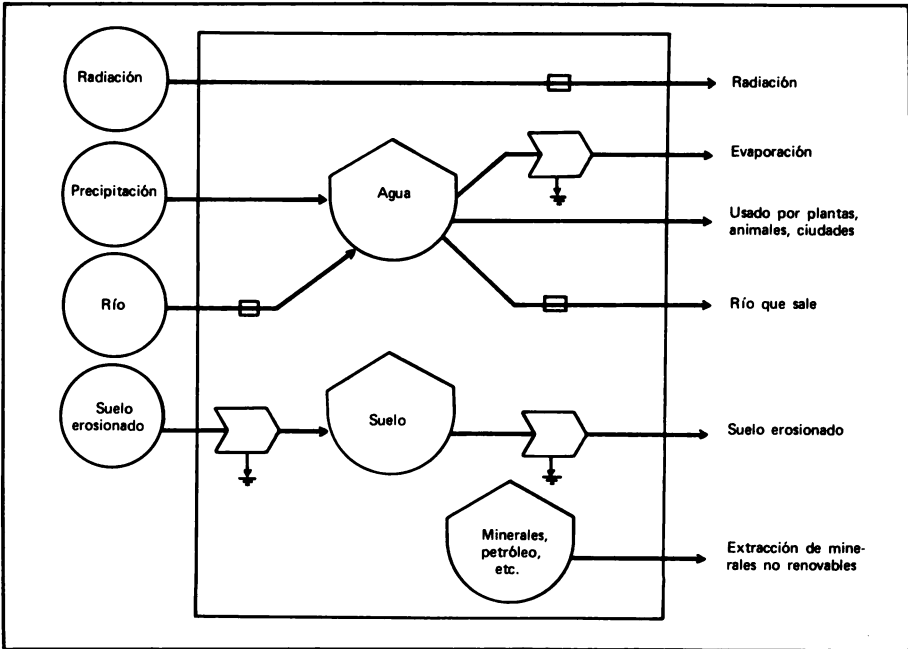 Radiación
Radiación
Precipitación
Agua
Evaporación
Usado por plantas,
animales, ciudades
Río
Río que sale
Suelo
erosionado
Suelo
Suelo erosionado
Minerales,
petróleo,
etc.
Extracción de mine-
rales no renovables